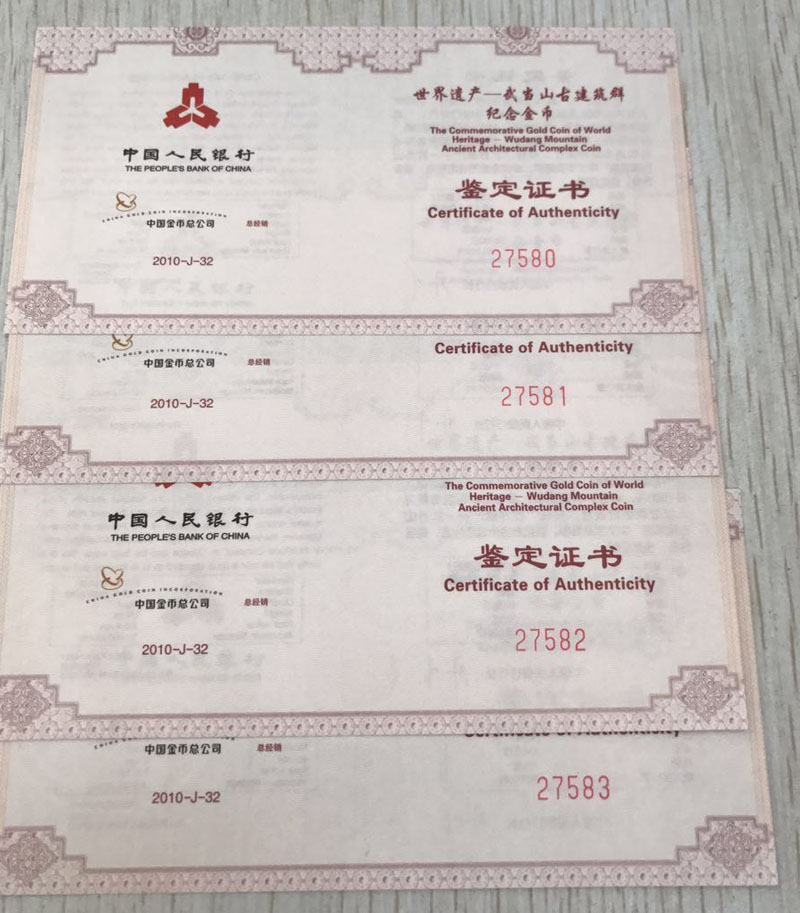 世界遗产—武当山古建筑群
纪念金币
The Commemorative Gold Coin of World
Heritage — Wudang Mountain
Ancient Architectural Complex Coin
中国人民银行
THE PEOPLE'S BANK OF CHINA
鉴定证书
Certificate of Authenticity
CHINA GOLD COIN INCORPORATION
中国金币总公司 总经销
2010-J-32
27580
Certificate of Authenticity
CHINA GOLD COIN INCORPORATION
中国金币总公司 总经销
2010-J-32
27581
The Commemorative Gold Coin of World
Heritage — Wudang Mountain
Ancient Architectural Complex Coin
中国人民银行
THE PEOPLE'S BANK OF CHINA
鉴定证书
Certificate of Authenticity
CHINA GOLD COIN INCORPORATION
中国金币总公司 总经销
2010-J-32
27582
Certificate of Authenticity
中国金币总公司 总经销
2010-J-32
27583